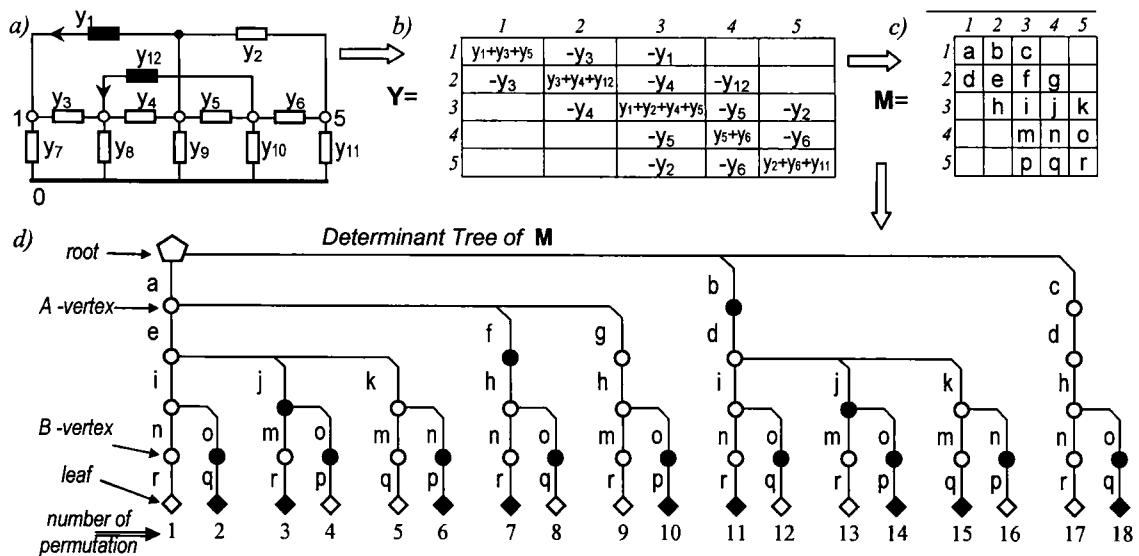 a)
y1
y12
y2
1 y3 y4 y5 y6 5
y7 y8 y9 y10 y11
0
b)
1 2 3 4 5
Y=
1 y1+y3+y5 -y3 -y1
2 -y3 y3+y4+y12 -y4 -y12
3 -y4 y1+y2+y4+y5 -y5 -y2
4 -y5 y5+y6 -y6
5 -y2 -y6 y2+y6+y11
c)
1 2 3 4 5
M=
1 a b c
2 d e f g
3 h i j k
4 m n o
5 p q r
d)
Determinant Tree of M
root
a b c
A -vertex
e f g d d
i j k h h i j k h
B -vertex
n o m o m n n o m o n o m o m n n o
leaf
r q r p q p r q r p r q r p q p r q
number of
permutation
1 2 3 4 5 6 7 8 9 10 11 12 13 14 15 16 17 18